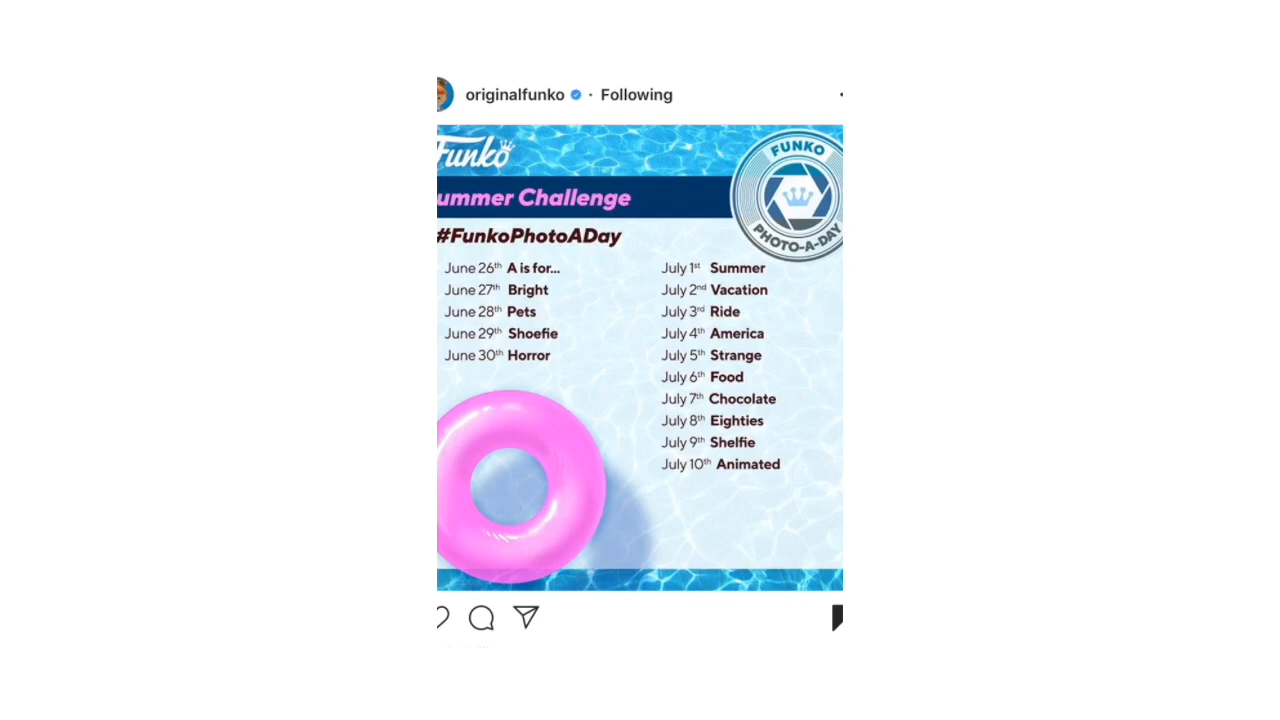 originalfunko · Following
Funko
FUNKO
PHOTO-A-DAY
ummer Challenge
#FunkoPhotoADay
June 26th A is for...
June 27th Bright
June 28th Pets
June 29th Shoefie
June 30th Horror
July 1st Summer
July 2nd Vacation
July 3rd Ride
July 4th America
July 5th Strange
July 6th Food
July 7th Chocolate
July 8th Eighties
July 9th Shelfie
July 10th Animated